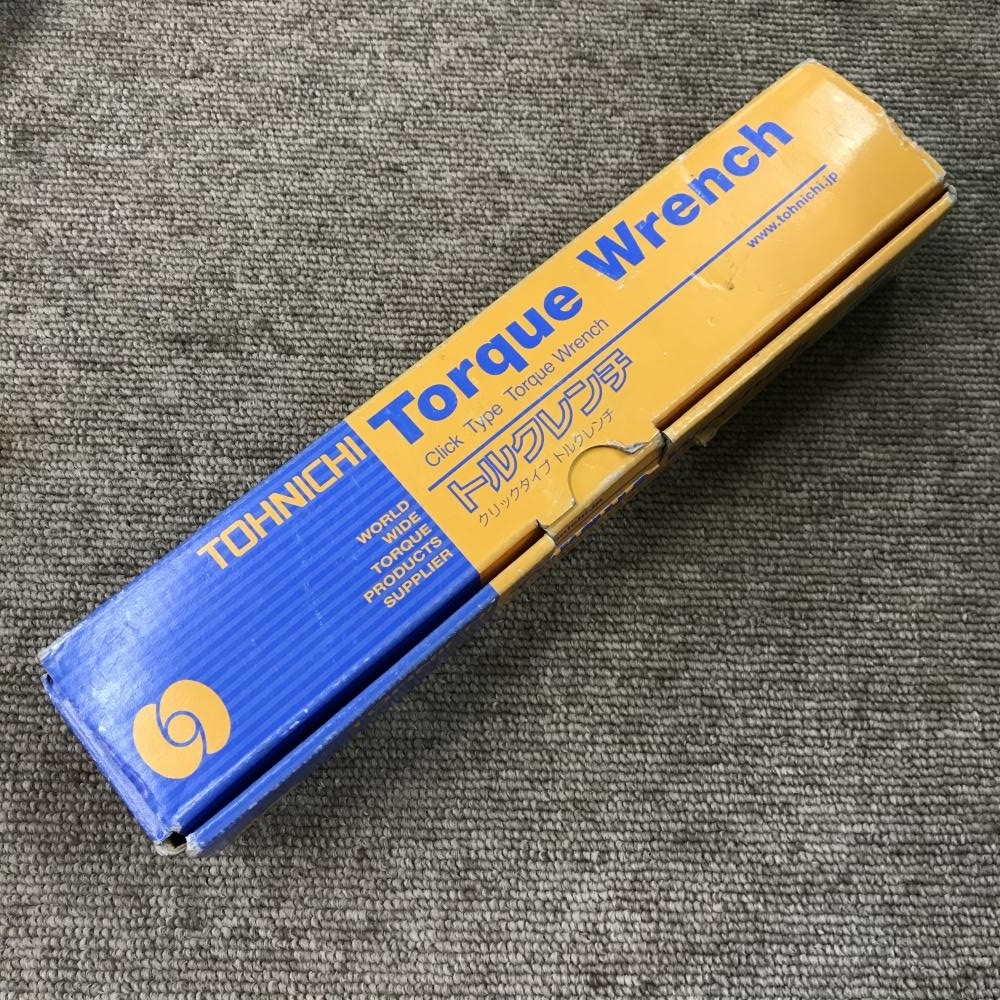 TOHNICHI
WORLD
WIDE
TORQUE
PRODUCTS
SUPPLIER
Torque Wrench
Click Type Torque Wrench
トルクレンチ
クリックタイプ トルクレンチ
www.tohnichi.jp